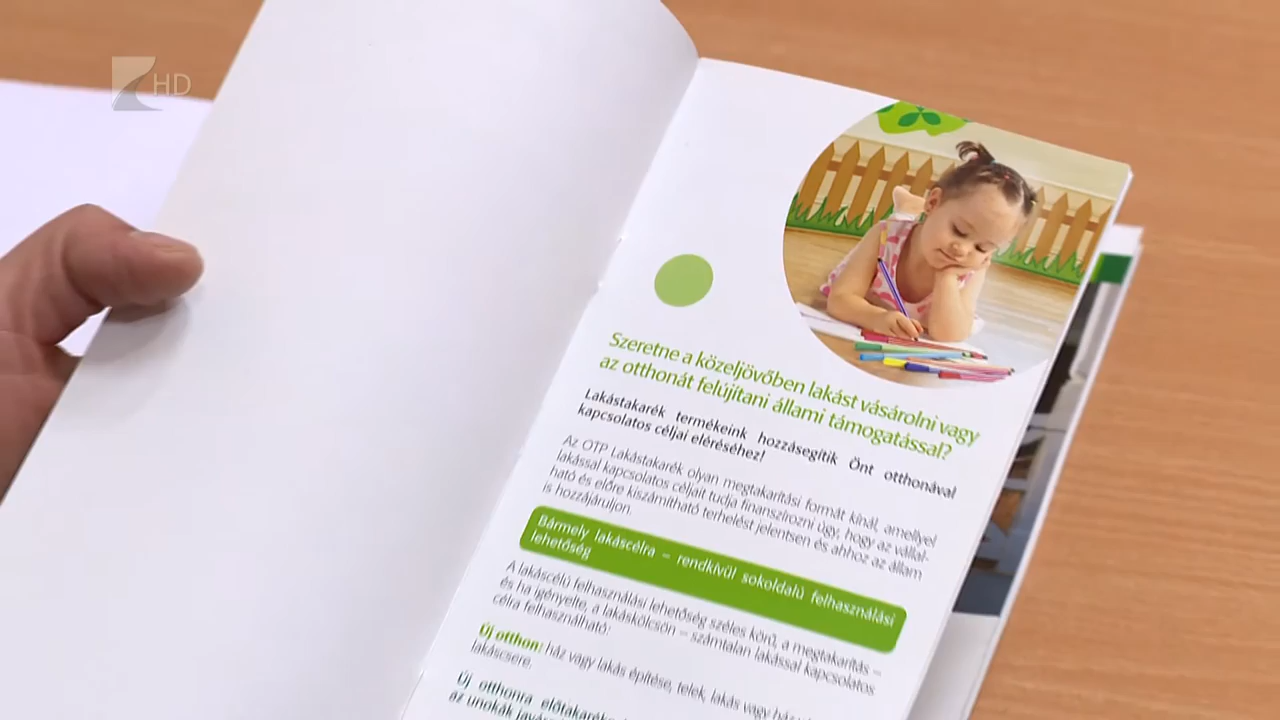 HD
Szeretne a közeljövőben lakást vásárolni vagy
az otthonát felújítani állami támogatással?
Lakástakarék termékeink hozzásegítik Önt otthonával
kapcsolatos céljai eléréséhez!
Az OTP Lakástakarék olyan megtakarítási formát kínál, amellyel
lakással kapcsolatos céljait tudja finanszírozni úgy, hogy az vállal-
ható és előre kiszámítható terhelést jelentsen és ahhoz az állam
is hozzájáruljon.
Bármely lakáscélra – rendkívül sokoldalú felhasználási
lehetőség
A lakáscélú felhasználási lehetőség széles körű, a megtakarítás –
és ha igényelte, a lakáskölcsön – számtalan lakással kapcsolatos
célra felhasználható:
Új otthon: ház vagy lakás építése, telek, lakás vagy ház
lakáscsere.
Új otthonra
az unokák